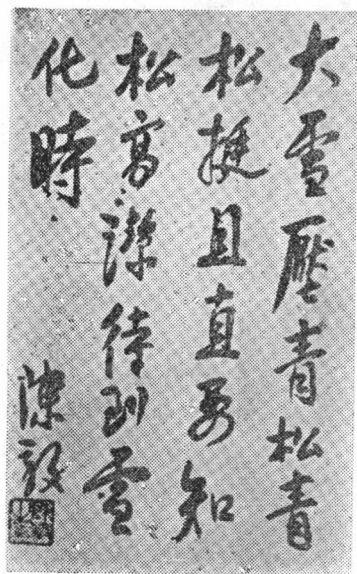 大雪壓青松青
松挺且直要知
松高潔待到雪
化時
陳毅